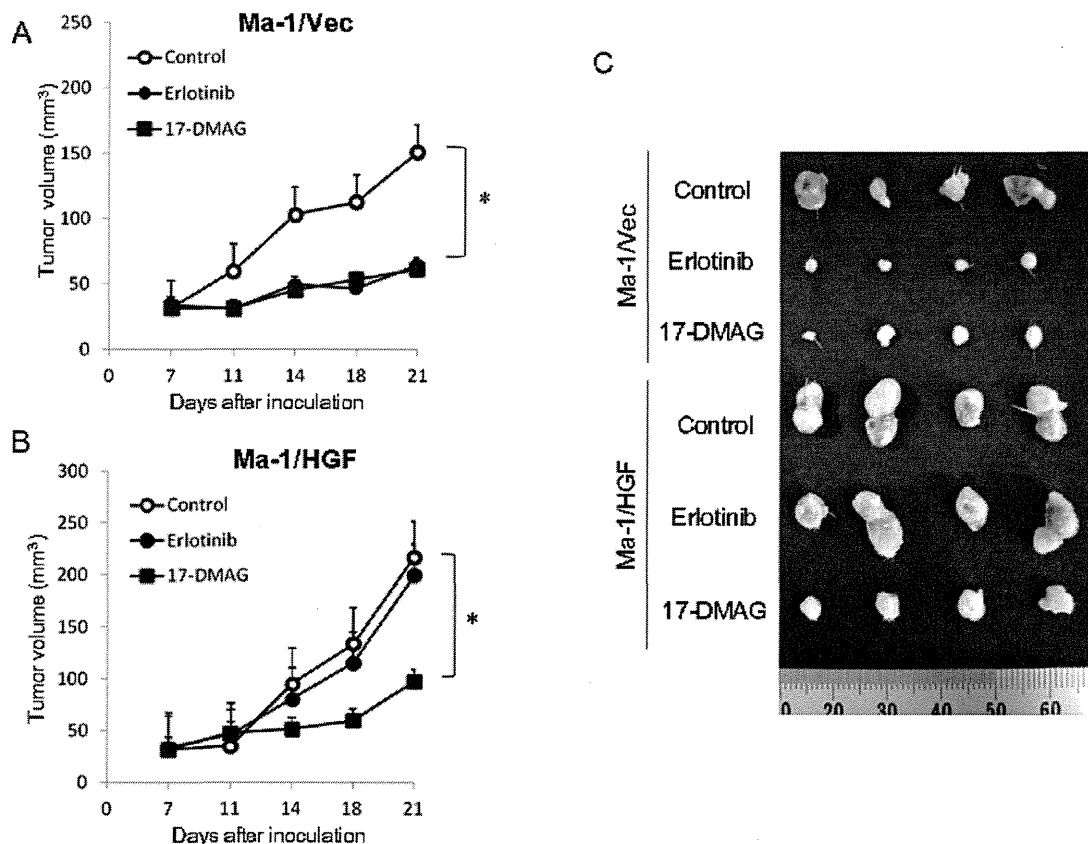 A
Ma-1/Vec
250
200
150
100
50
0
Tumor volume (mm³)
Control
Erlotinib
17-DMAG
*
0 7 11 14 18 21
Days after inoculation
B
Ma-1/HGF
300
250
200
150
100
50
0
Tumor volume (mm³)
Control
Erlotinib
17-DMAG
*
0 7 11 14 18 21
Days after inoculation
C
Ma-1/Vec
Control
Erlotinib
17-DMAG
Ma-1/HGF
Control
Erlotinib
17-DMAG
0 10 20 30 40 50 60